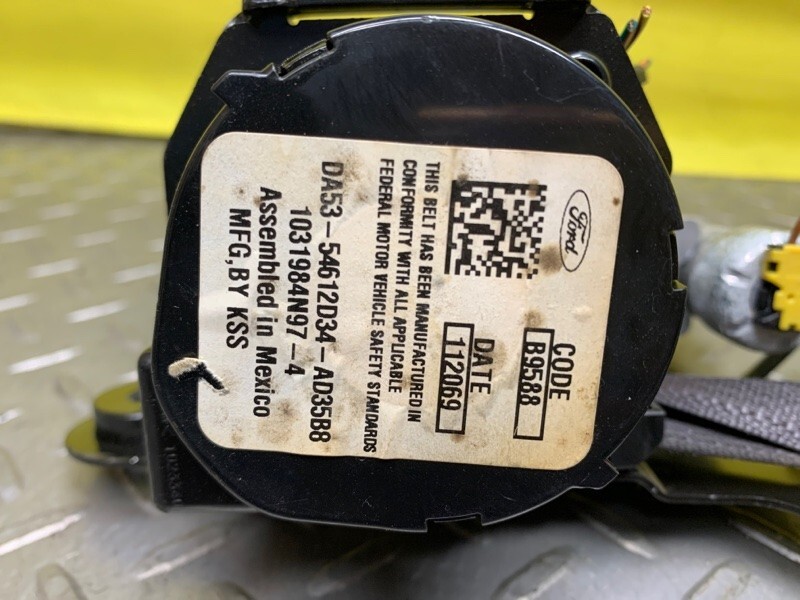 Ford
CODE
B9588
DATE
112069
THIS BELT HAS BEEN MANUFACTURED IN
CONFORMITY WITH ALL APPLICABLE
FEDERAL MOTOR VEHICLE SAFETY STANDARDS
DA53-54612D34-AD35B8
1031984N97-4
Assembled in Mexico
MFG,BY KSS